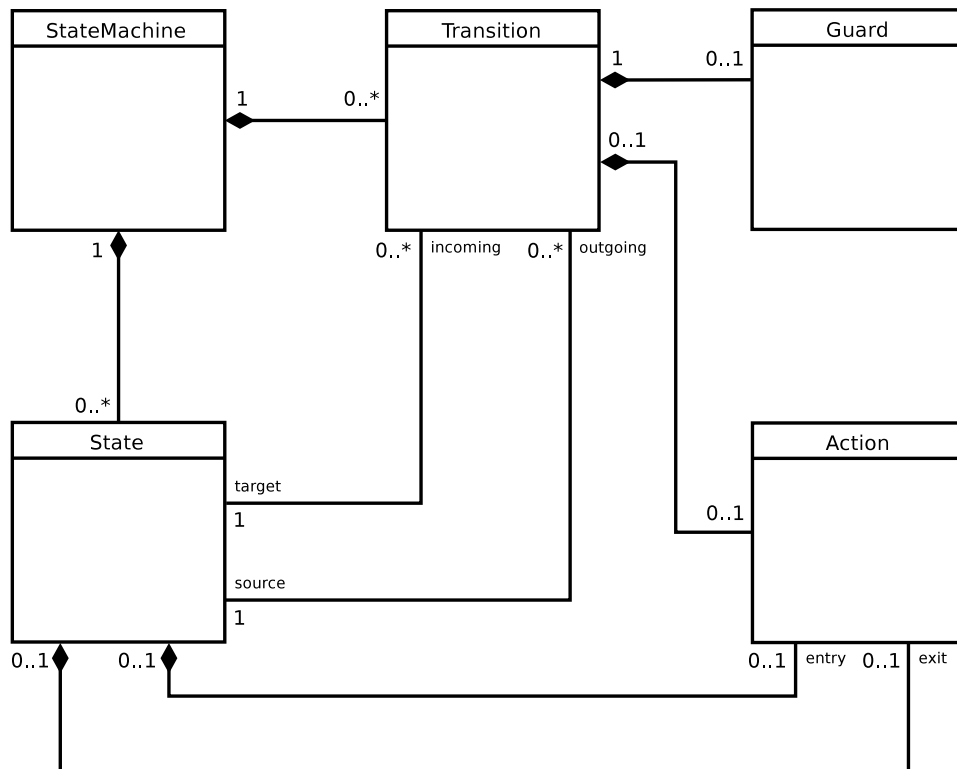 StateMachine
Transition
Guard
1
0..*
1
0..1
0..1
1
0..*
incoming
0..*
outgoing
0..*
State
Action
target
1
0..1
source
1
0..1
0..1
0..1
entry
0..1
exit